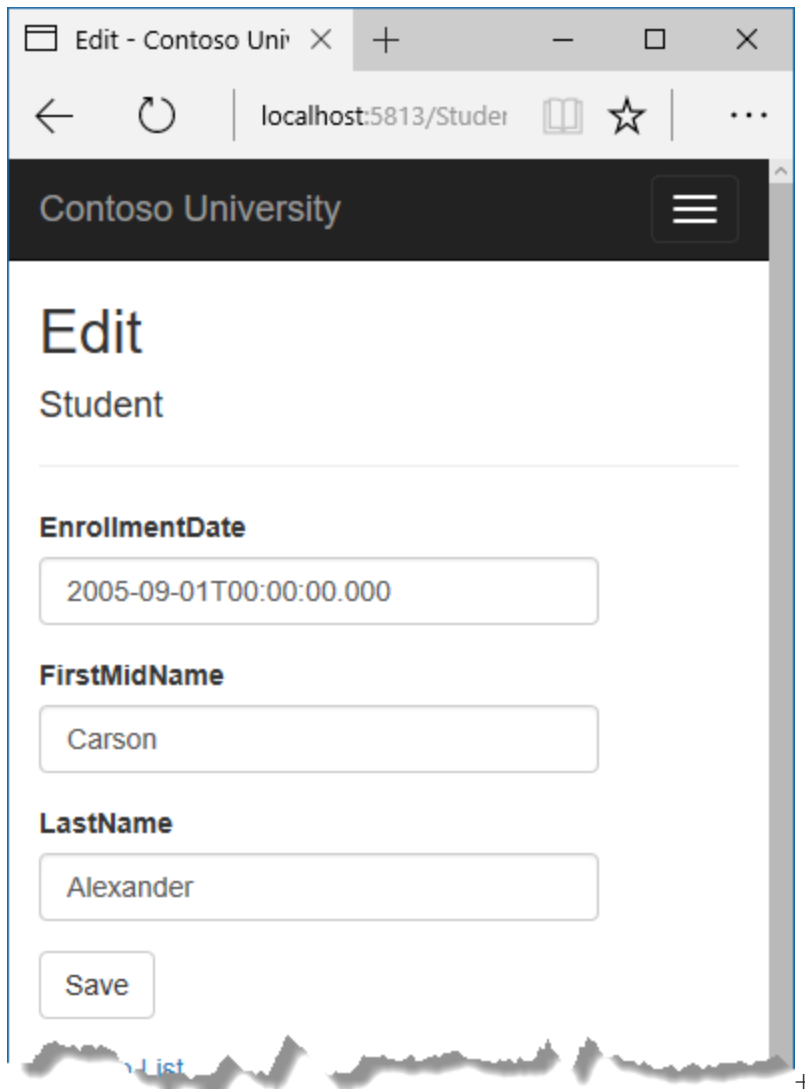 Edit - Contoso Uni
localhost:5813/Studer
Contoso University
Edit
Student
EnrollmentDate
2005-09-01T00:00:00.000
FirstMidName
Carson
LastName
Alexander
Save
List